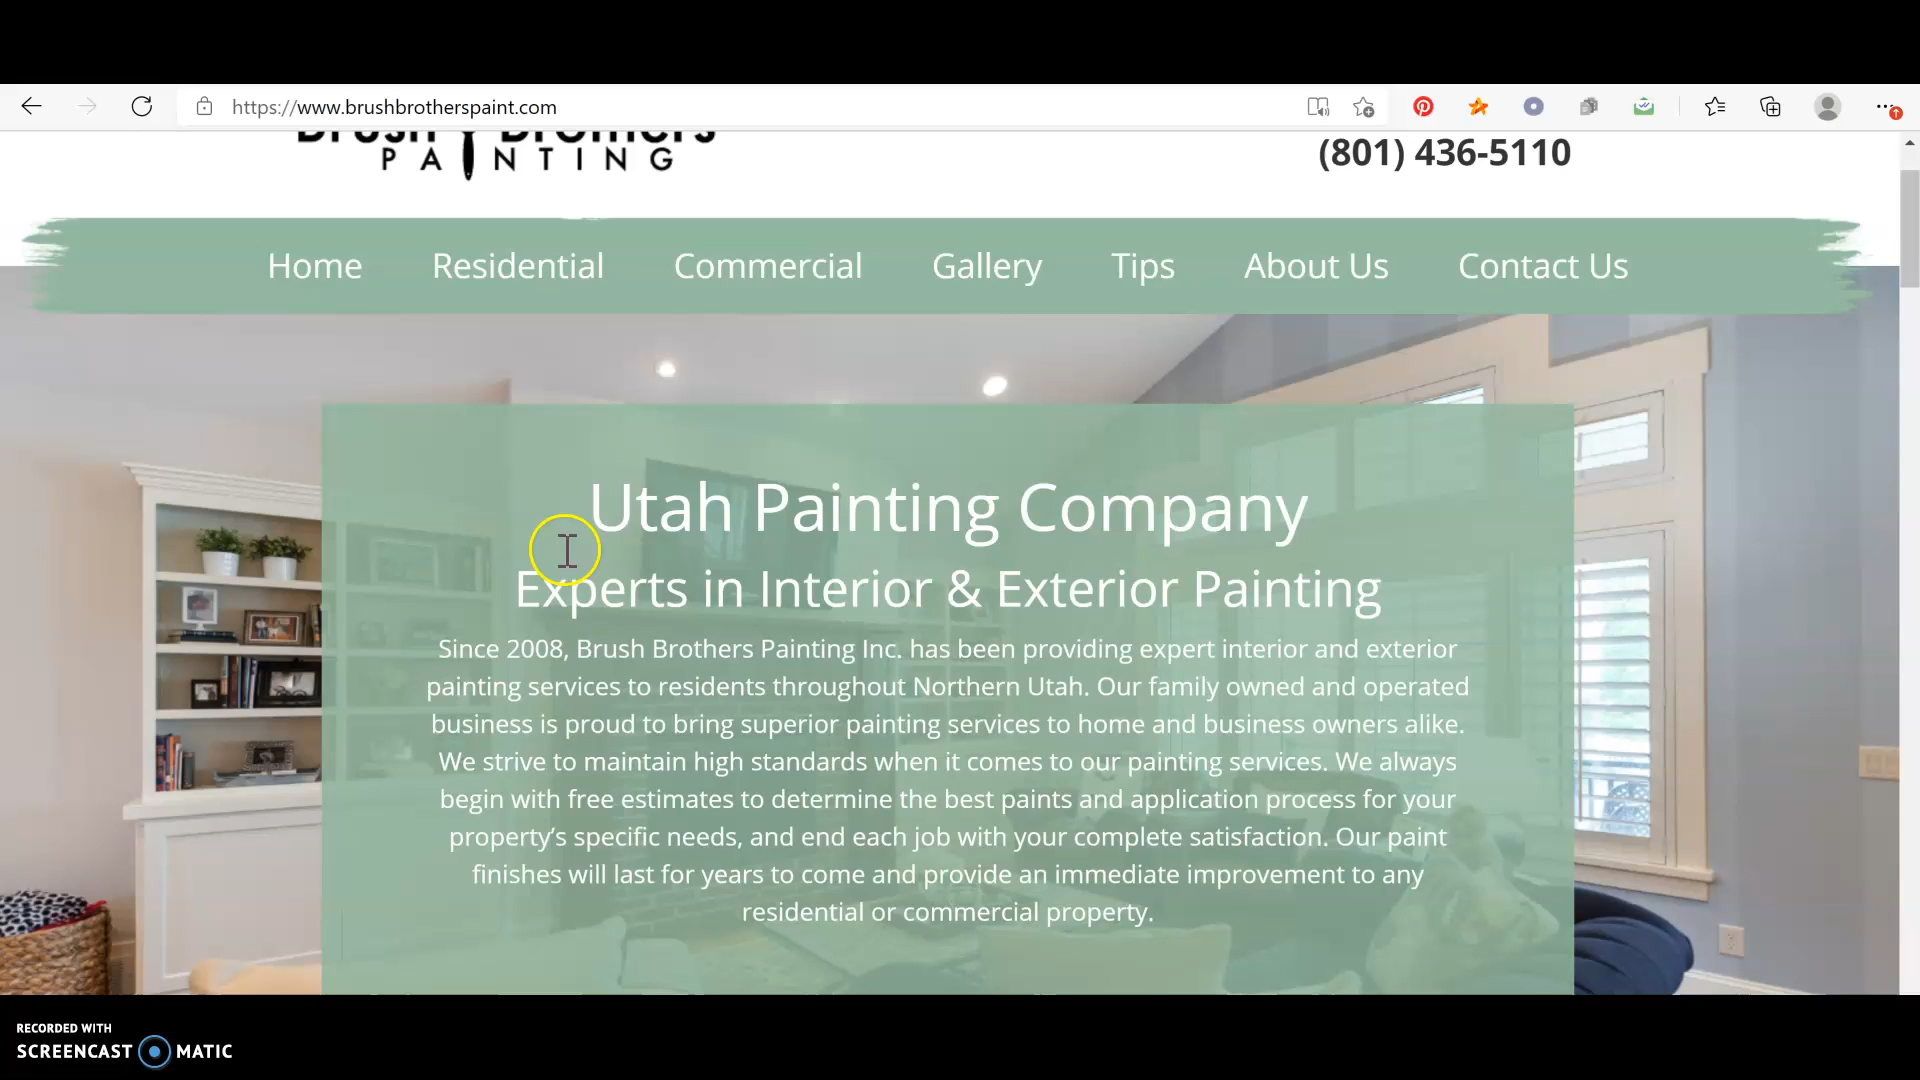 https://www.brushbrotherspaint.com
Brush Brothers
PAINTING
(801) 436-5110
Home Residential Commercial Gallery Tips About Us Contact Us
Utah Painting Company
Experts in Interior & Exterior Painting
Since 2008, Brush Brothers Painting Inc. has been providing expert interior and exterior
painting services to residents throughout Northern Utah. Our family owned and operated
business is proud to bring superior painting services to home and business owners alike.
We strive to maintain high standards when it comes to our painting services. We always
begin with free estimates to determine the best paints and application process for your
property's specific needs, and end each job with your complete satisfaction. Our paint
finishes will last for years to come and provide an immediate improvement to any
residential or commercial property.
RECORDED WITH
SCREENCAST MATIC